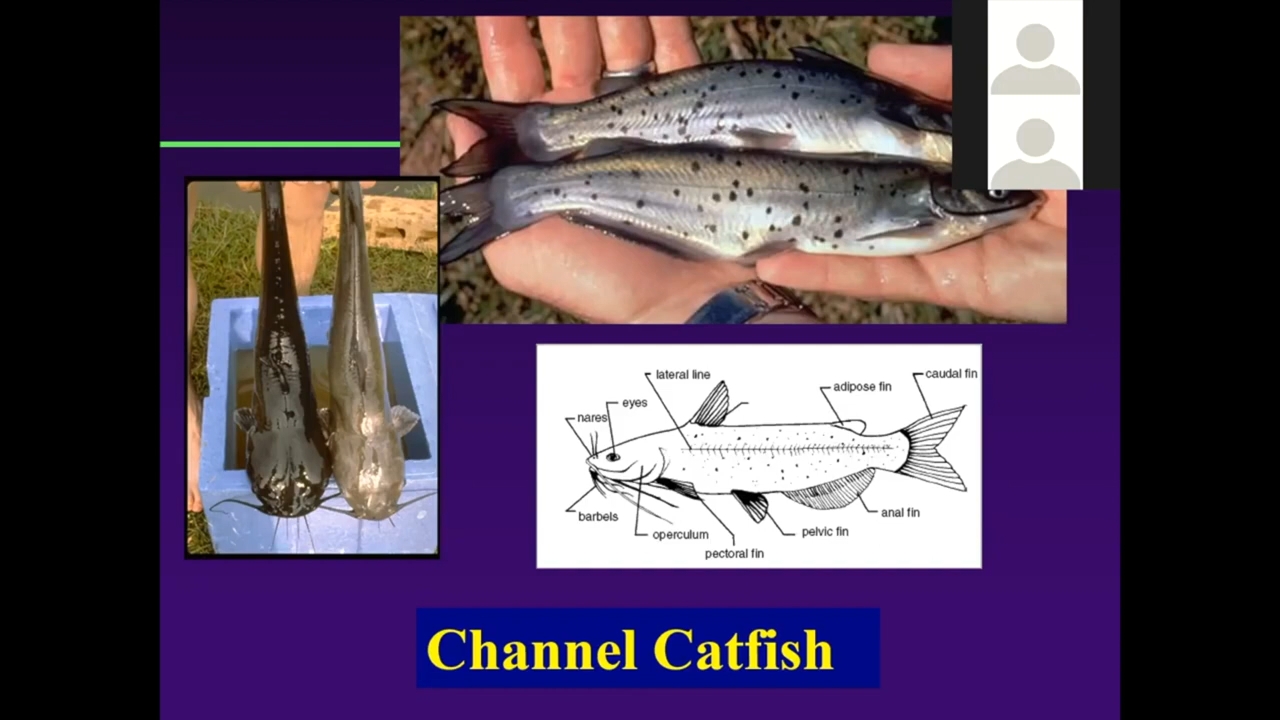 lateral line
caudal fin
adipose fin
eyes
nares
barbels
operculum
pectoral fin
pelvic fin
anal fin
Channel Catfish